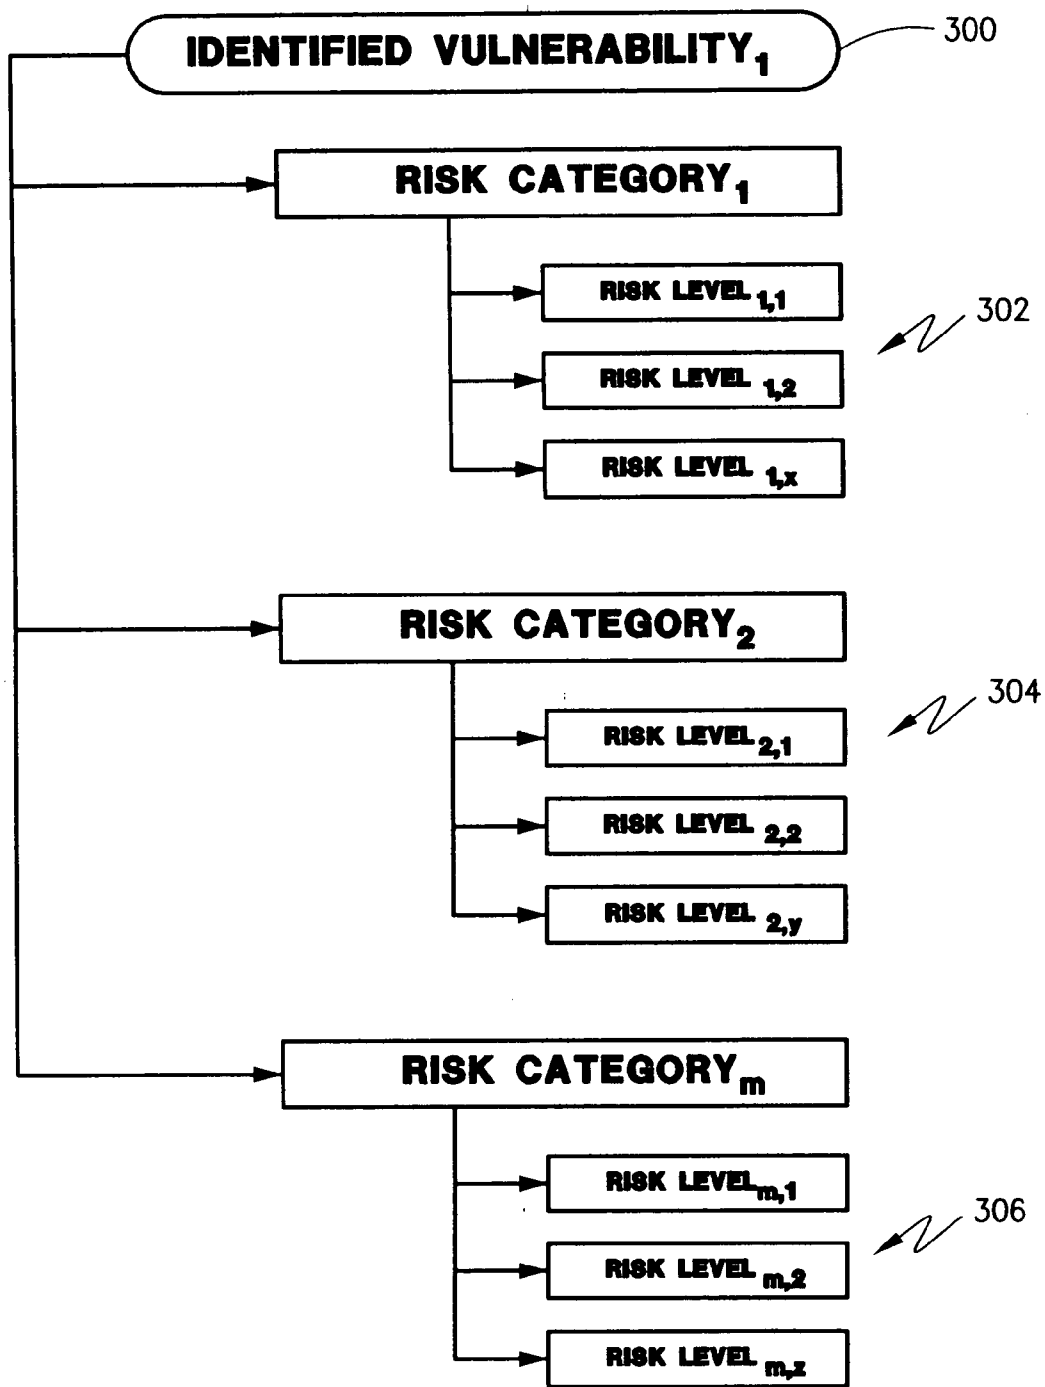 IDENTIFIED VULNERABILITY1
300
RISK CATEGORY1
RISK LEVEL 1,1
302
RISK LEVEL 1,2
RISK LEVEL 1,x
RISK CATEGORY2
304
RISK LEVEL 2,1
RISK LEVEL 2,2
RISK LEVEL 2,y
RISK CATEGORYm
RISK LEVEL m,1
306
RISK LEVEL m,2
RISK LEVEL m,z